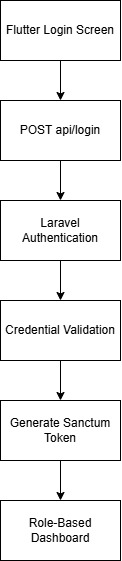 Flutter Login Screen
POST api/login
Laravel
Authentication
Credential Validation
Generate Sanctum
Token
Role-Based
Dashboard